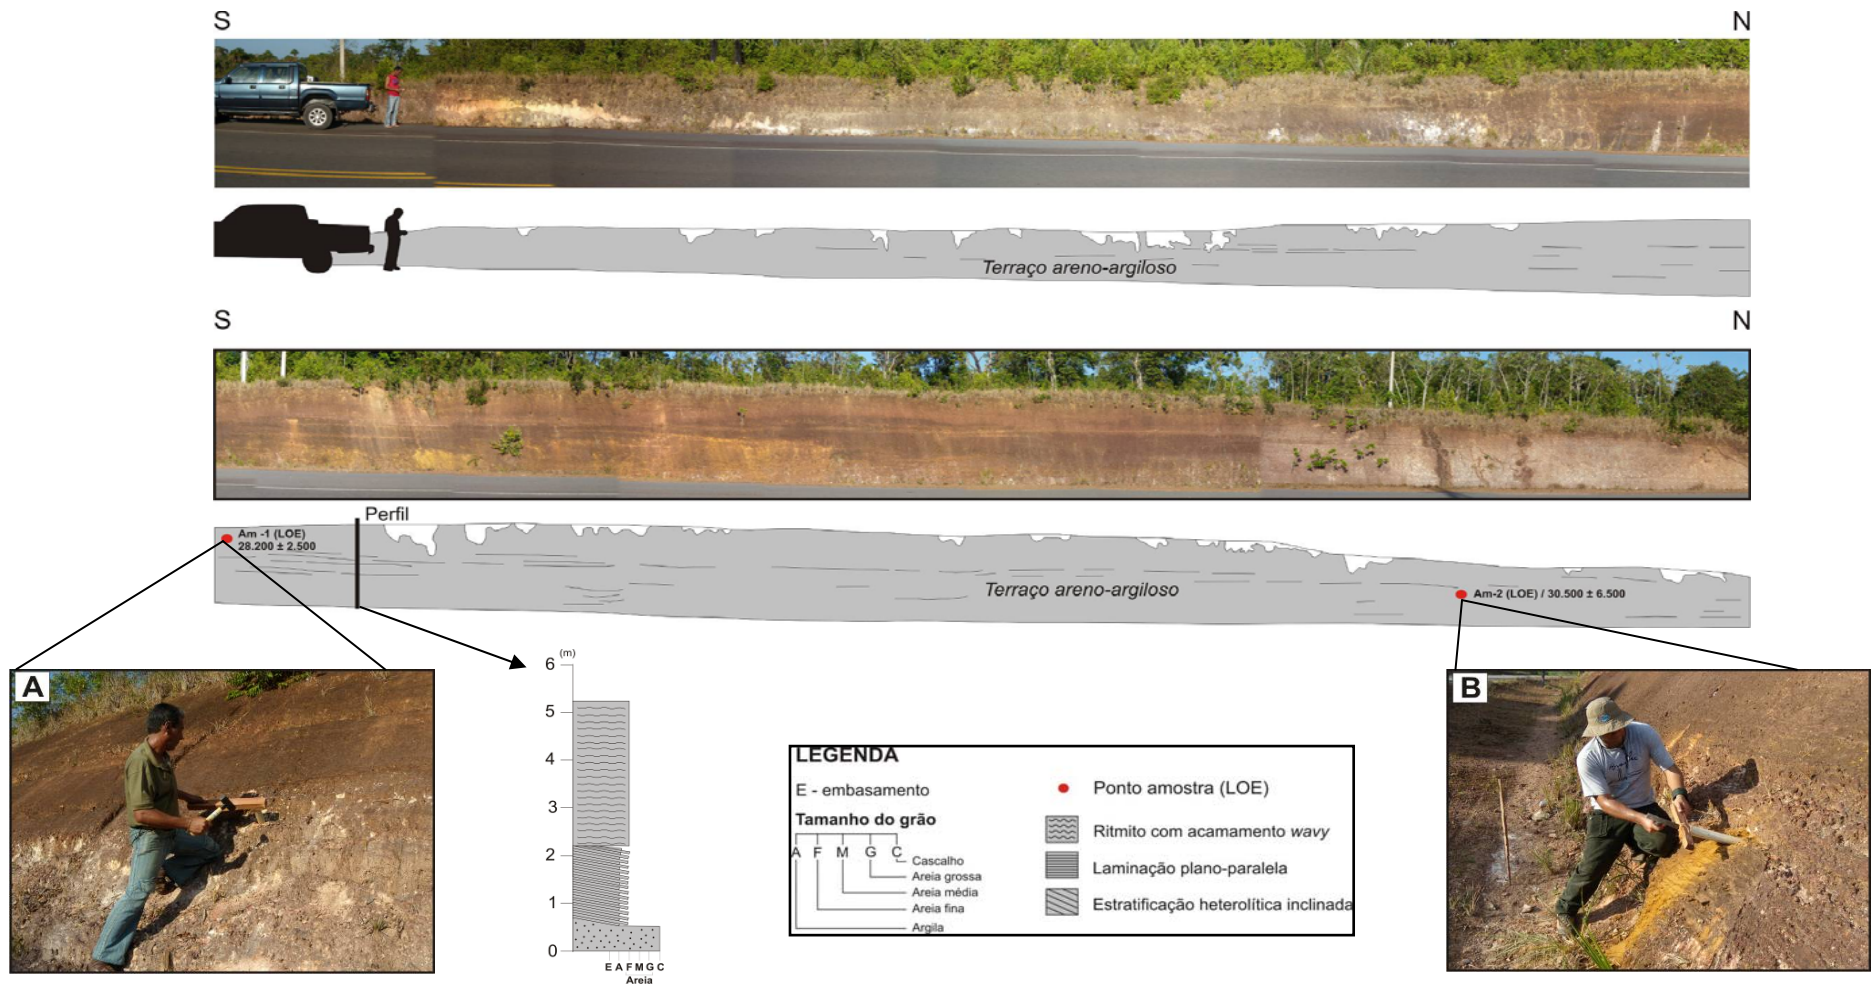 S N
Terraço areno-argiloso
S N
Perfil
Am -1 (LOE)
28.200 ± 2.500
Terraço areno-argiloso
Am-2 (LOE) / 30.500 ± 6.500
A
B
(m)
6
5
4
3
2
1
0
E A F M G C
Areia
LEGENDA
E - embasamento
Tamanho do grão
A F M G C
Cascalho
Areia grossa
Areia média
Areia fina
Argila
Ponto amostra (LOE)
Ritmito com acamamento wavy
Laminação plano-paralela
Estratificação heterolítica inclinada